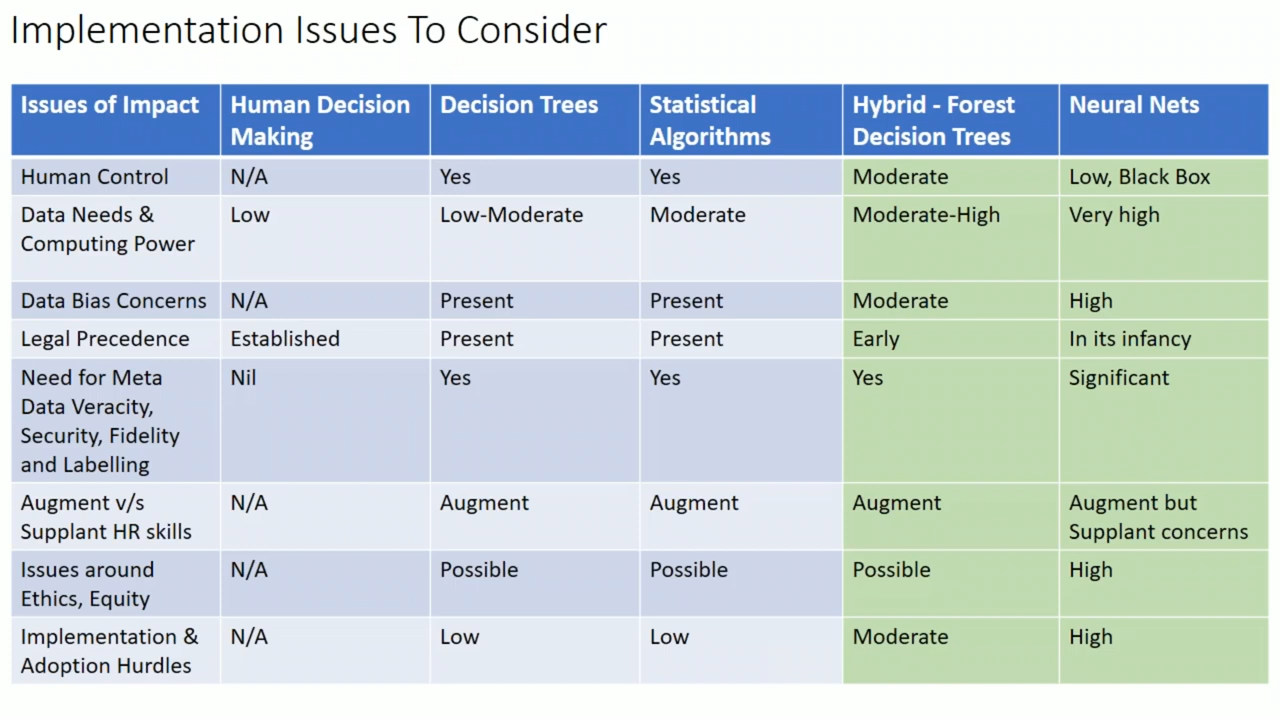 Implementation Issues To Consider
Issues of Impact
Human Decision
Making
Decision Trees
Statistical
Algorithms
Hybrid - Forest
Decision Trees
Neural Nets
Human Control
N/A
Yes
Yes
Moderate
Low, Black Box
Data Needs &
Computing Power
Low
Low-Moderate
Moderate
Moderate-High
Very high
Data Bias Concerns
N/A
Present
Present
Moderate
High
Legal Precedence
Established
Present
Present
Early
In its infancy
Need for Meta
Data Veracity,
Security, Fidelity
and Labelling
Nil
Yes
Yes
Yes
Significant
Augment v/s
Supplant HR skills
N/A
Augment
Augment
Augment
Augment but
Supplant concerns
Issues around
Ethics, Equity
N/A
Possible
Possible
Possible
High
Implementation &
Adoption Hurdles
N/A
Low
Low
Moderate
High